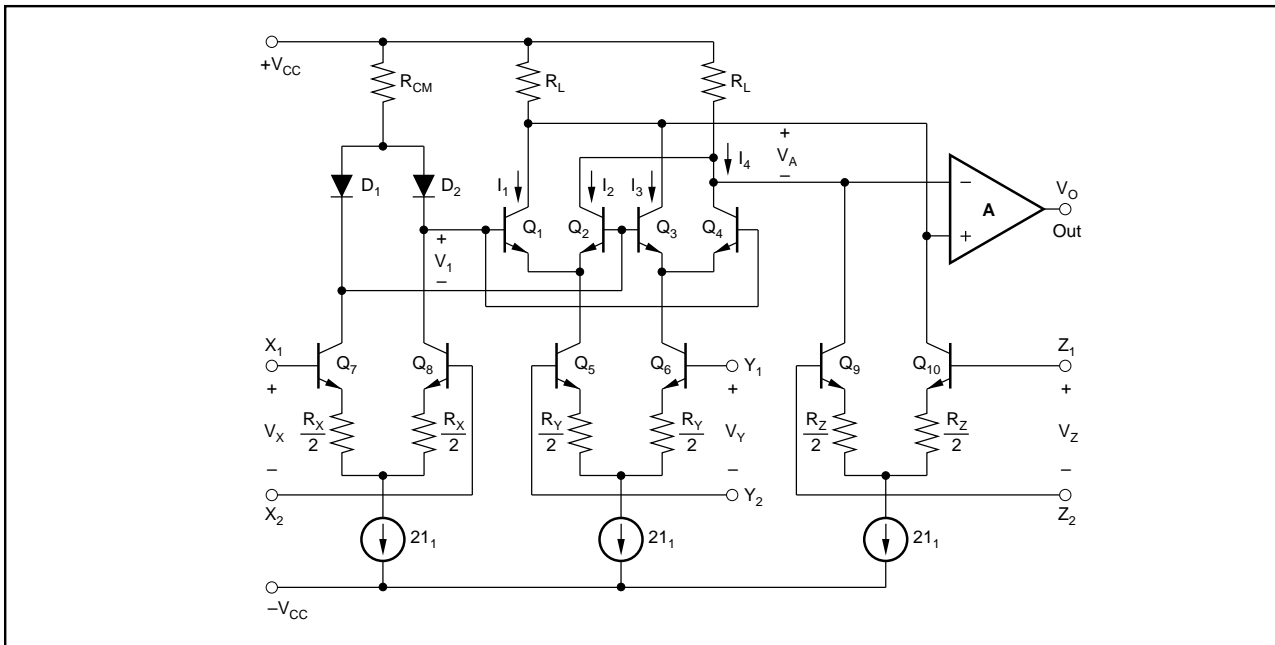 +VCC
RCM
RL
RL
D1
D2
I1
I2
I3
I4
+
VA
–
Q1
Q2
Q3
Q4
+
V1
–
–
A
+
VO
Out
X1
+
VX
–
X2
Q7
Q8
RX
2
RX
2
Q5
Q6
RY
2
RY
2
Y1
+
VY
–
Y2
Q9
Q10
RZ
2
RZ
2
Z1
+
VZ
–
Z2
211
211
211
–VCC